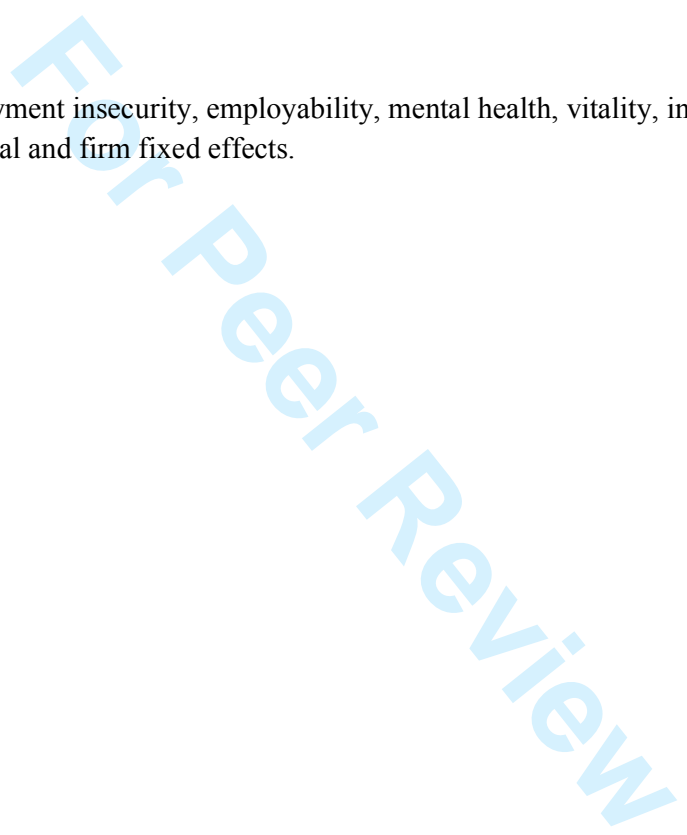 yment insecurity, employability, mental health, vitality, in
al and firm fixed effects.
For Peer Review